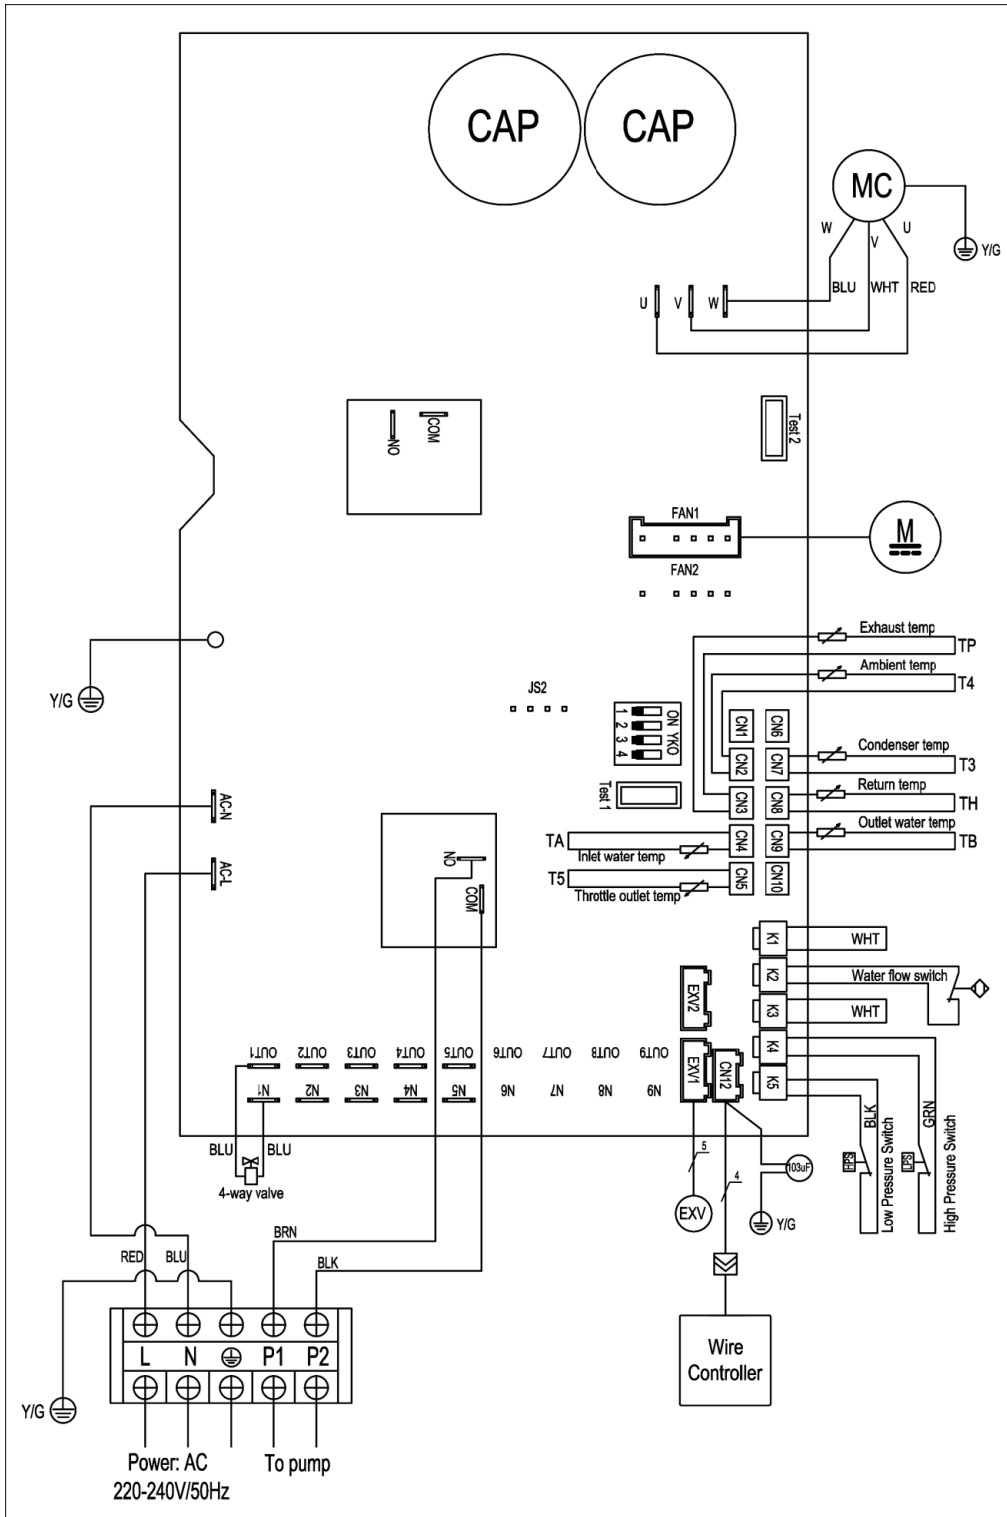 CAP
CAP
MC
W
V
U
Y/G
BLU
WHT
RED
U
V
W
Test 2
COM
NO
FAN1
M
FAN2
Exhaust temp
TP
Ambient temp
T4
Y/G
JS2
1
2
3
4
ON YKO
CN1
CN6
Condenser temp
T3
CN2
CN7
Return temp
TH
Test 1
CN3
CN8
Outlet water temp
TB
AC-N
TA
Inlet water temp
CN4
CN9
AC-L
NO
COM
T5
Throttle outlet temp
CN5
CN10
K1
WHT
K2
Water flow switch
EXV2
K3
WHT
K4
OUT1
OUT2
OUT3
OUT4
OUT5
OUT6
OUT7
OUT8
OUT9
EXV1
CN12
K5
N1
N2
N3
N4
N5
N6
N7
N8
N9
BLK
GRN
BLU
BLU
5
4
103uF
HPS
Low Pressure Switch
LPS
High Pressure Switch
4-way valve
EXV
Y/G
BRN
RED
BLU
BLK
L
N
P1
P2
Wire
Controller
Y/G
Power: AC
220-240V/50Hz
To pump